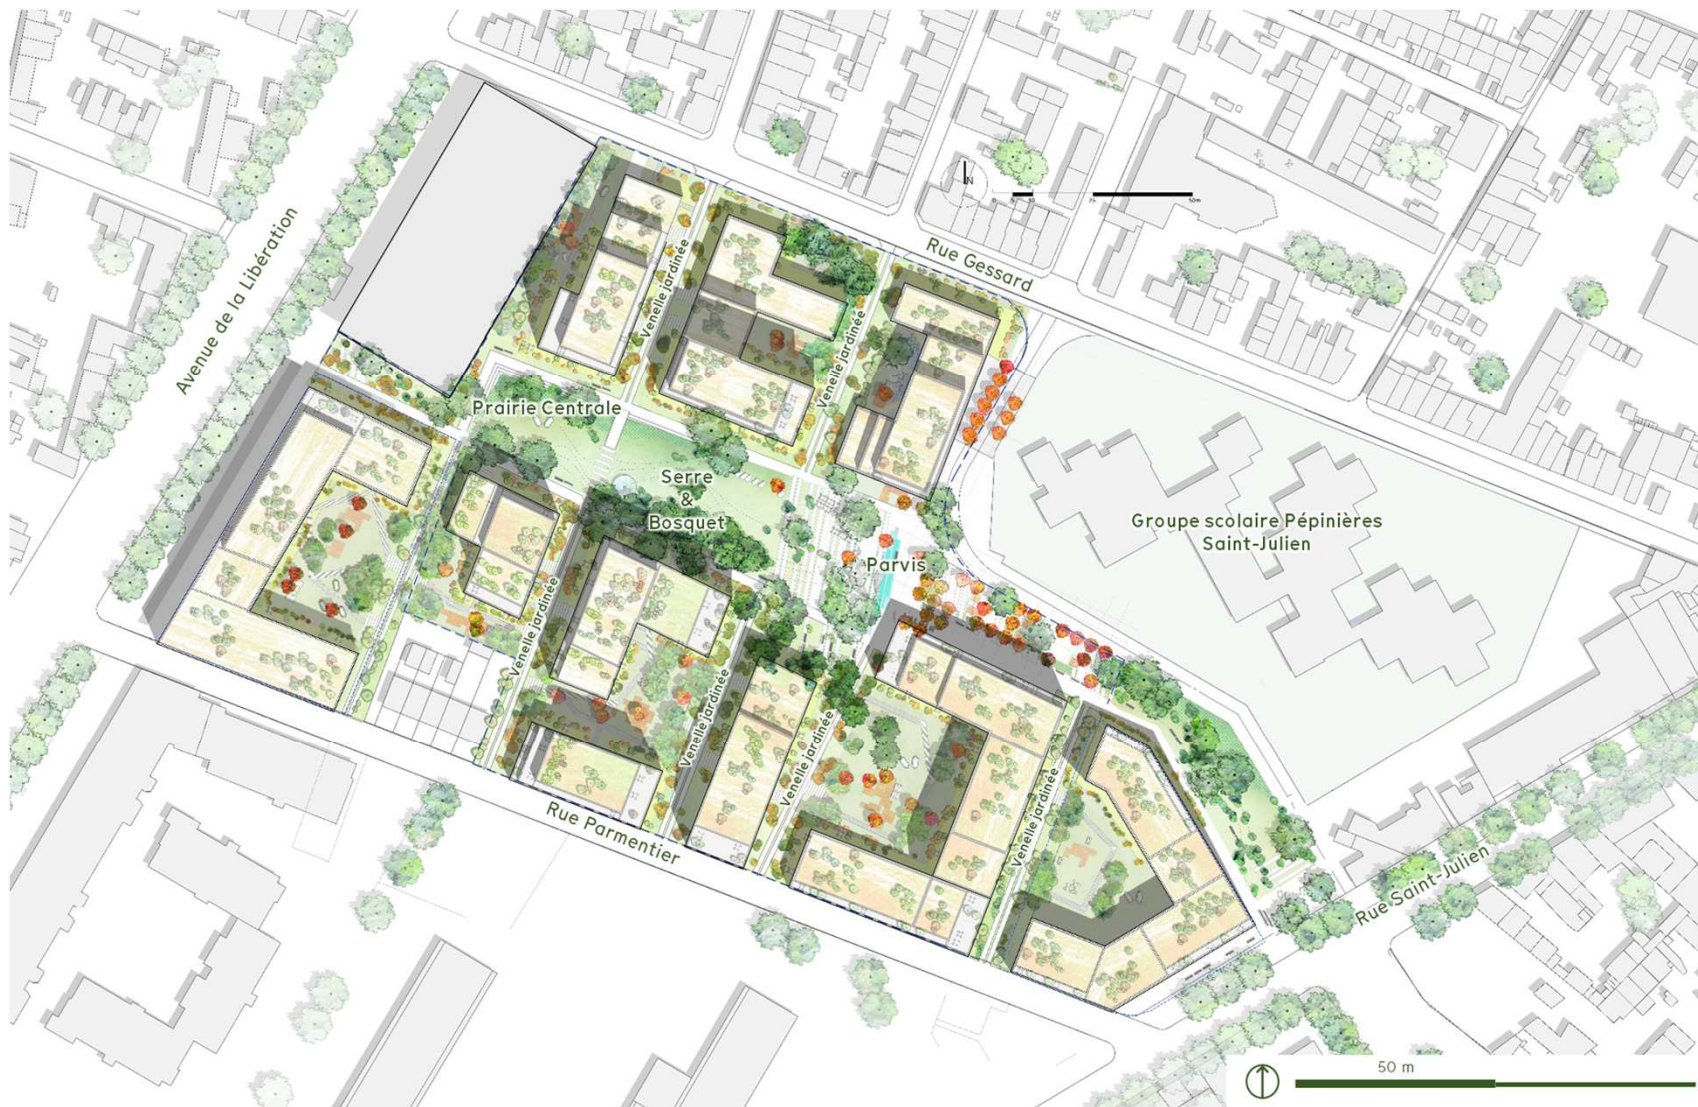 N
50m
Rue Gessard
Avenue de la Libération
Venelle jardinée
Venelle jardinée
Prairie Centrale
Serre
&
Bosquet
Groupe scolaire Pépinières
Saint-Julien
Parvis
Venelle jardinée
Venelle jardinée
Venelle jardinée
Venelle jardinée
Rue Parmentier
Rue Saint-Julien
50 m